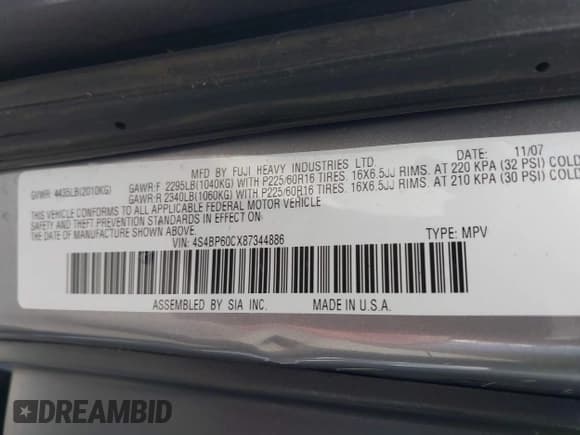 MFD BY FUJI HEAVY INDUSTRIES LTD. DATE: 11/07
GVWR: 4435LB(2010KG) GAWR:F 2295LB(1040KG) WITH P225/60R16 TIRES. 16X6.5JJ RIMS. AT 220 KPA (32 PSI) COLD
GAWR:R 2340LB(1060KG) WITH P225/60R16 TIRES. 16X6.5JJ RIMS. AT 210 KPA (30 PSI) COLD
THIS VEHICLE CONFORMS TO ALL APPLICABLE FEDERAL MOTOR VEHICLE
SAFETY AND THEFT PREVENTION STANDARDS IN EFFECT ON
THE DATE OF MANUFACTURE SHOWN ABOVE.
VIN: 4S4BP60CX87344886 TYPE: MPV
ASSEMBLED BY SIA INC. MADE IN U.S.A.
DREAMBID